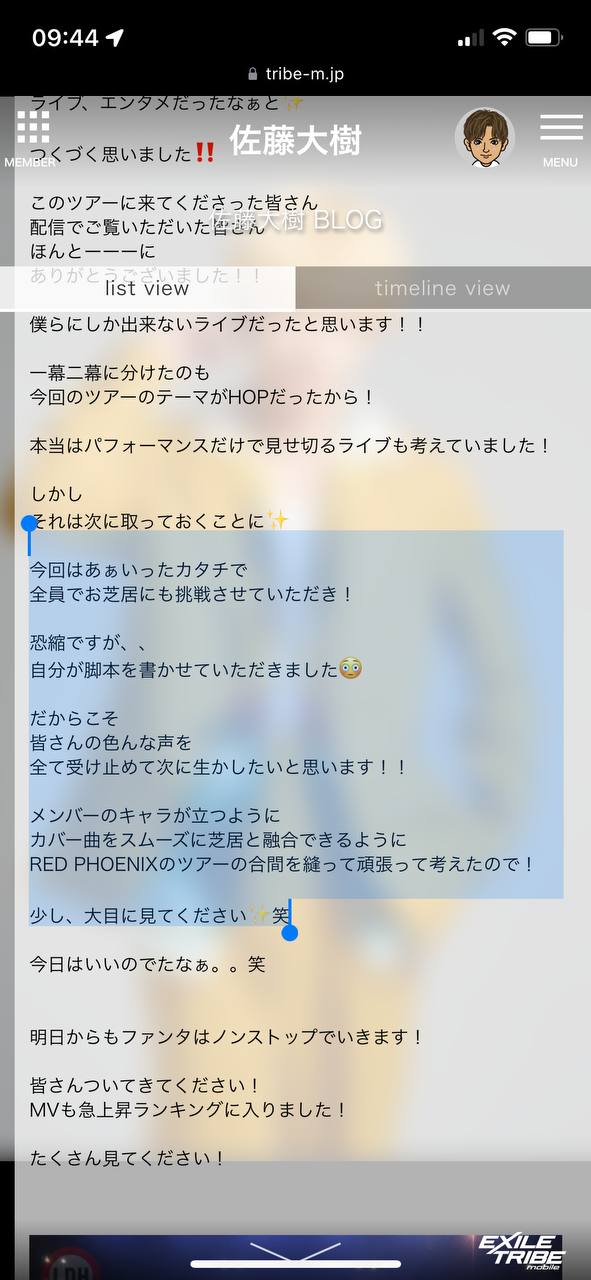 09:44
tribe-m.jp
ライブ、エンタメだったなぁと✨
MEMBER
佐藤大樹
MENU
つくづく思いました‼️
このツアーに来てくださった皆さん
佐藤大樹 BLOG
配信でご覧いただいた皆さん
ほんとーーーに
ありがとうございました！！
list view
timeline view
僕らにしか出来ないライブだったと思います！！
一幕二幕に分けたのも
今回のツアーのテーマがHOPだったから！
本当はパフォーマンスだけで見せ切るライブも考えていました！
しかし
それは次に取っておくことに✨
今回はあぁいったカタチで
全員でお芝居にも挑戦させていただき！
恐縮ですが、、
自分が脚本を書かせていただきました😳
だからこそ
皆さんの色んな声を
全て受け止めて次に生かしたいと思います！！
メンバーのキャラが立つように
カバー曲をスムーズに芝居と融合できるように
RED PHOENIXのツアーの合間を縫って頑張って考えたので！
少し、大目に見てください✨笑
今日はいいのでたなぁ。。笑
明日からもファンタはノンストップでいきます！
皆さんついてきてください！
MVも急上昇ランキングに入りました！
たくさん見てください！
LDH
EXILE
TRIBE
mobile